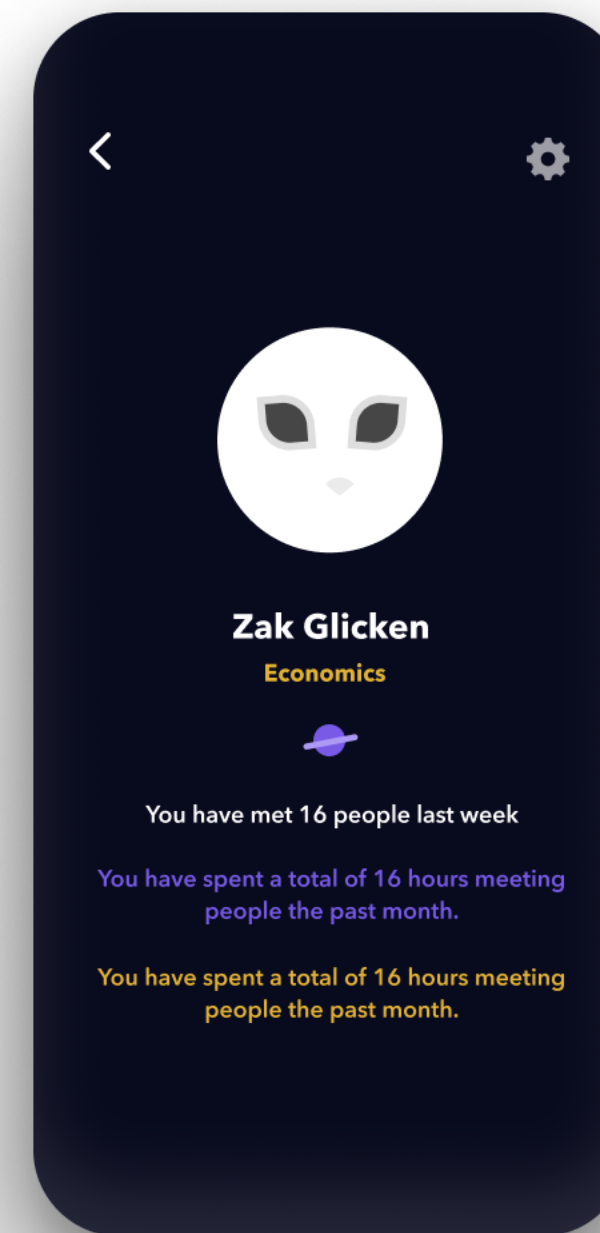 Zak Glicken
Economics
You have met 16 people last week
You have spent a total of 16 hours meeting
people the past month.
You have spent a total of 16 hours meeting
people the past month.